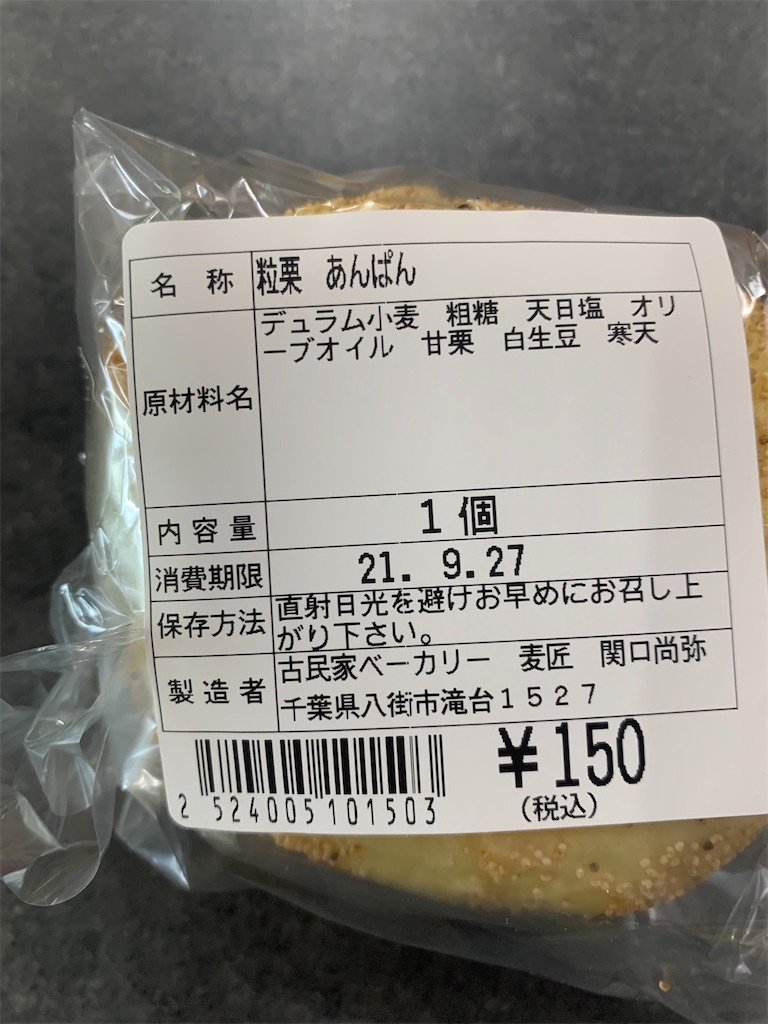 名称 粒栗 あんぱん
原材料名 デュラム小麦 粗糖 天日塩 オリ
ーブオイル 甘栗 白生豆 寒天
内容量 1個
消費期限 21. 9.27
保存方法 直射日光を避けお早めにお召し上
がり下さい。
製造者 古民家ベーカリー 麦匠 関口尚弥
千葉県八街市滝台1527
¥150
(税込)
2 524005 101503